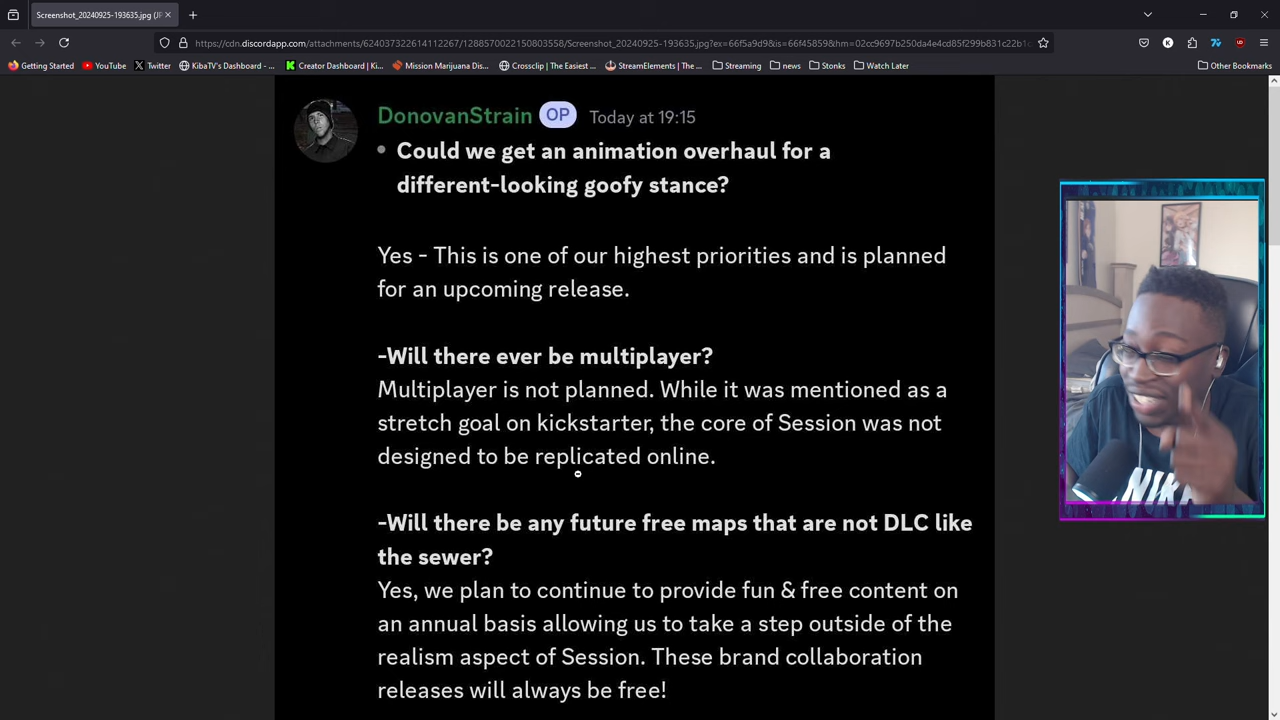 Screenshot_20240925-193635.jpg (JP
https://cdn.discordapp.com/attachments/624037322614112267/1288570021508035​58/Screenshot_20240925-193635.jpg?ex=66f5a9d9&is=66f45859&hm=02cc9697b250da4e4cd85f299b831c22b1c
Getting Started
YouTube
Twitter
KibaTV's Dashboard - ...
Creator Dashboard | Ki...
Mission Marijuana Dis...
Crossclip | The Easiest ...
StreamElements | The ...
Streaming
news
Stonks
Watch Later
Other Bookmarks
DonovanStrain OP Today at 19:15
• Could we get an animation overhaul for a
different-looking goofy stance?
Yes - This is one of our highest priorities and is planned
for an upcoming release.
-Will there ever be multiplayer?
Multiplayer is not planned. While it was mentioned as a
stretch goal on kickstarter, the core of Session was not
designed to be replicated online.
-Will there be any future free maps that are not DLC like
the sewer?
Yes, we plan to continue to provide fun & free content on
an annual basis allowing us to take a step outside of the
realism aspect of Session. These brand collaboration
releases will always be free!